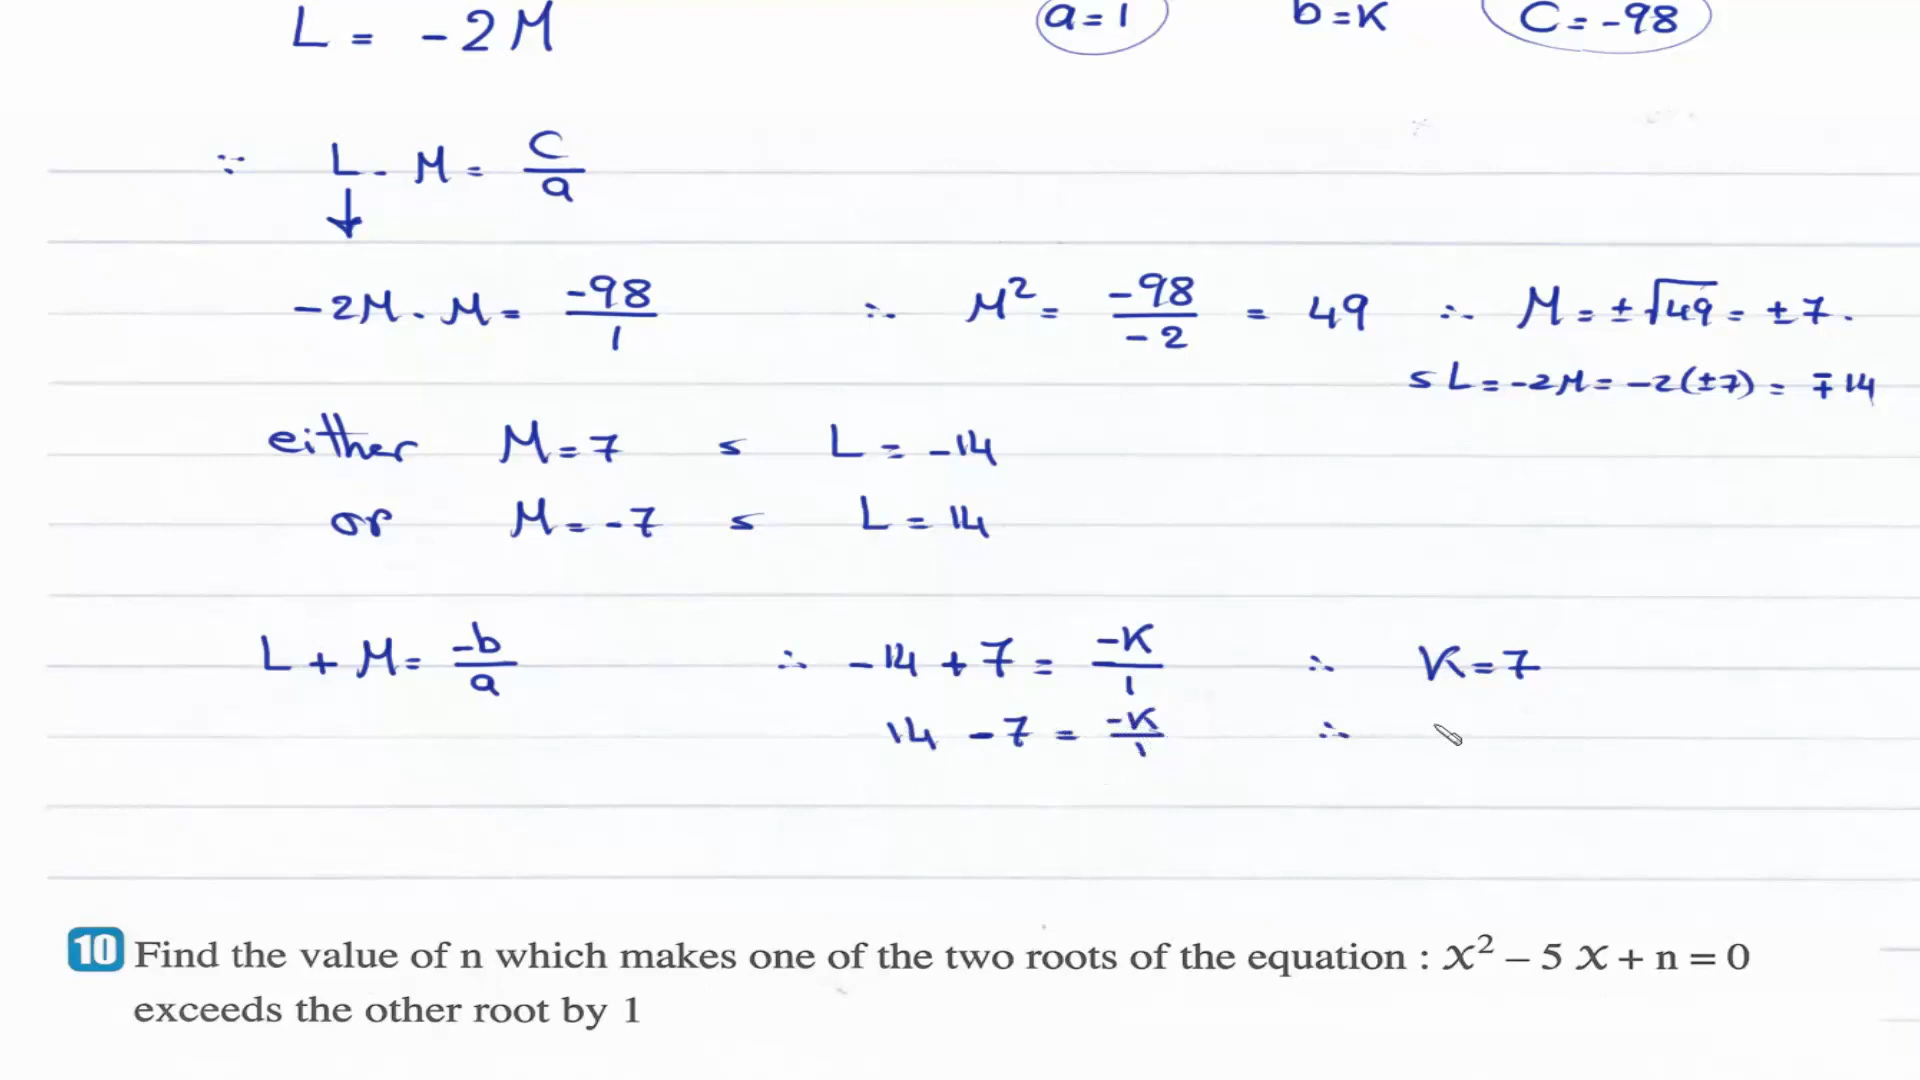 L = -2M a = 1 b = K C = -98
∵ L . M = C/a
↓
-2M . M = -98/1 ∴ M² = -98/-2 = 49 ∴ M = ±√49 = ±7 .
s L = -2M = -2(±7) = ∓14
either M = 7 s L = -14
or M = -7 s L = 14
L + M = -b/a ∴ -14 + 7 = -K/1 ∴ K = 7
14 - 7 = -K/1 ∴
10 Find the value of n which makes one of the two roots of the equation : x² – 5 x + n = 0
exceeds the other root by 1